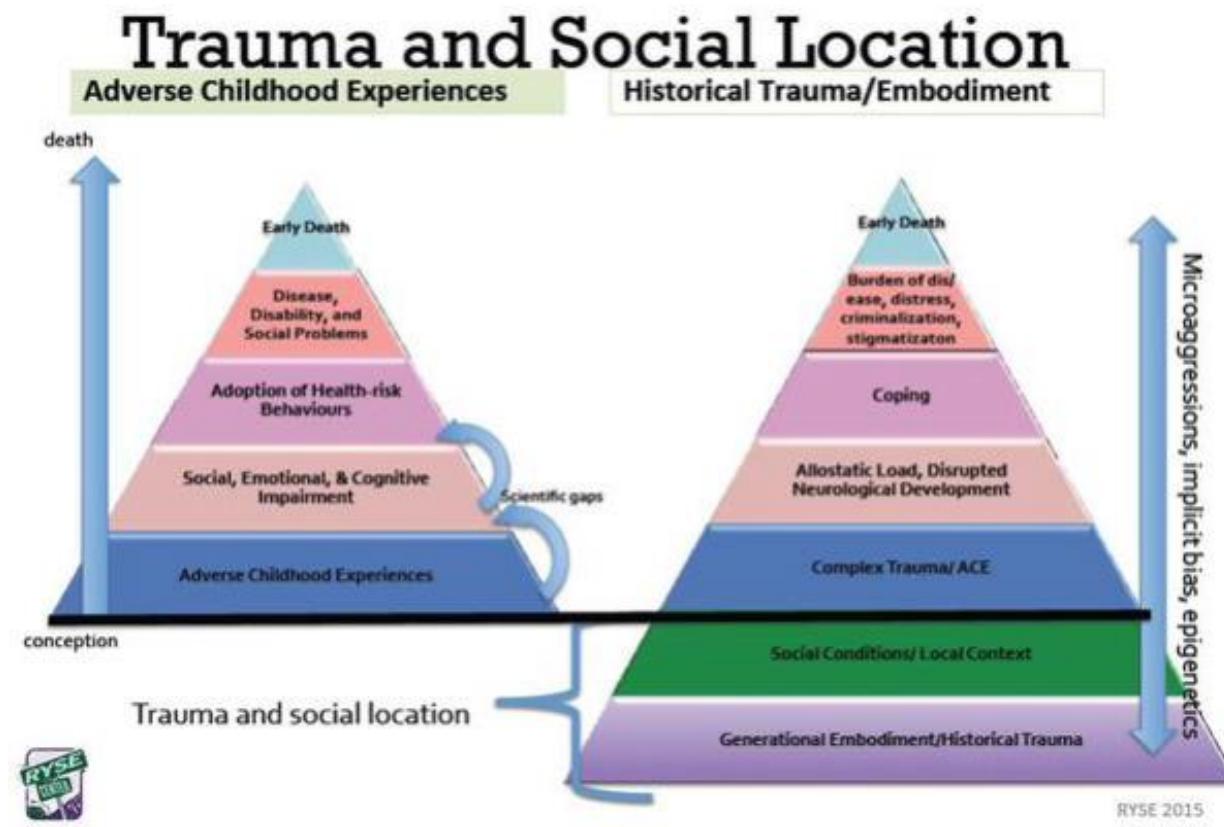 Trauma and Social Location
Adverse Childhood Experiences
Historical Trauma/Embodiment
death
Early Death
Disease,
Disability, and
Social Problems
Adoption of Health-risk
Behaviours
Social, Emotional, & Cognitive
Impairment
Scientific gaps
Adverse Childhood Experiences
conception
Early Death
Burden of dis/
ease, distress,
criminalization,
stigmatizaton
Coping
Allostatic Load, Disrupted
Neurological Development
Complex Trauma/ ACE
Social Conditions/ Local Context
Generational Embodiment/Historical Trauma
Microaggressions, implicit bias, epigenetics
Trauma and social location
RYSE
CENTER
RYSE 2015